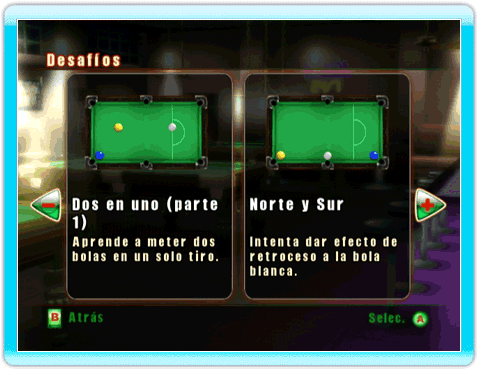 Desafíos
Dos en uno (parte
1)
Aprende a meter dos
bolas en un solo tiro.
Norte y Sur
Intenta dar efecto de
retroceso a la bola
blanca.
B Atrás
Selec. A